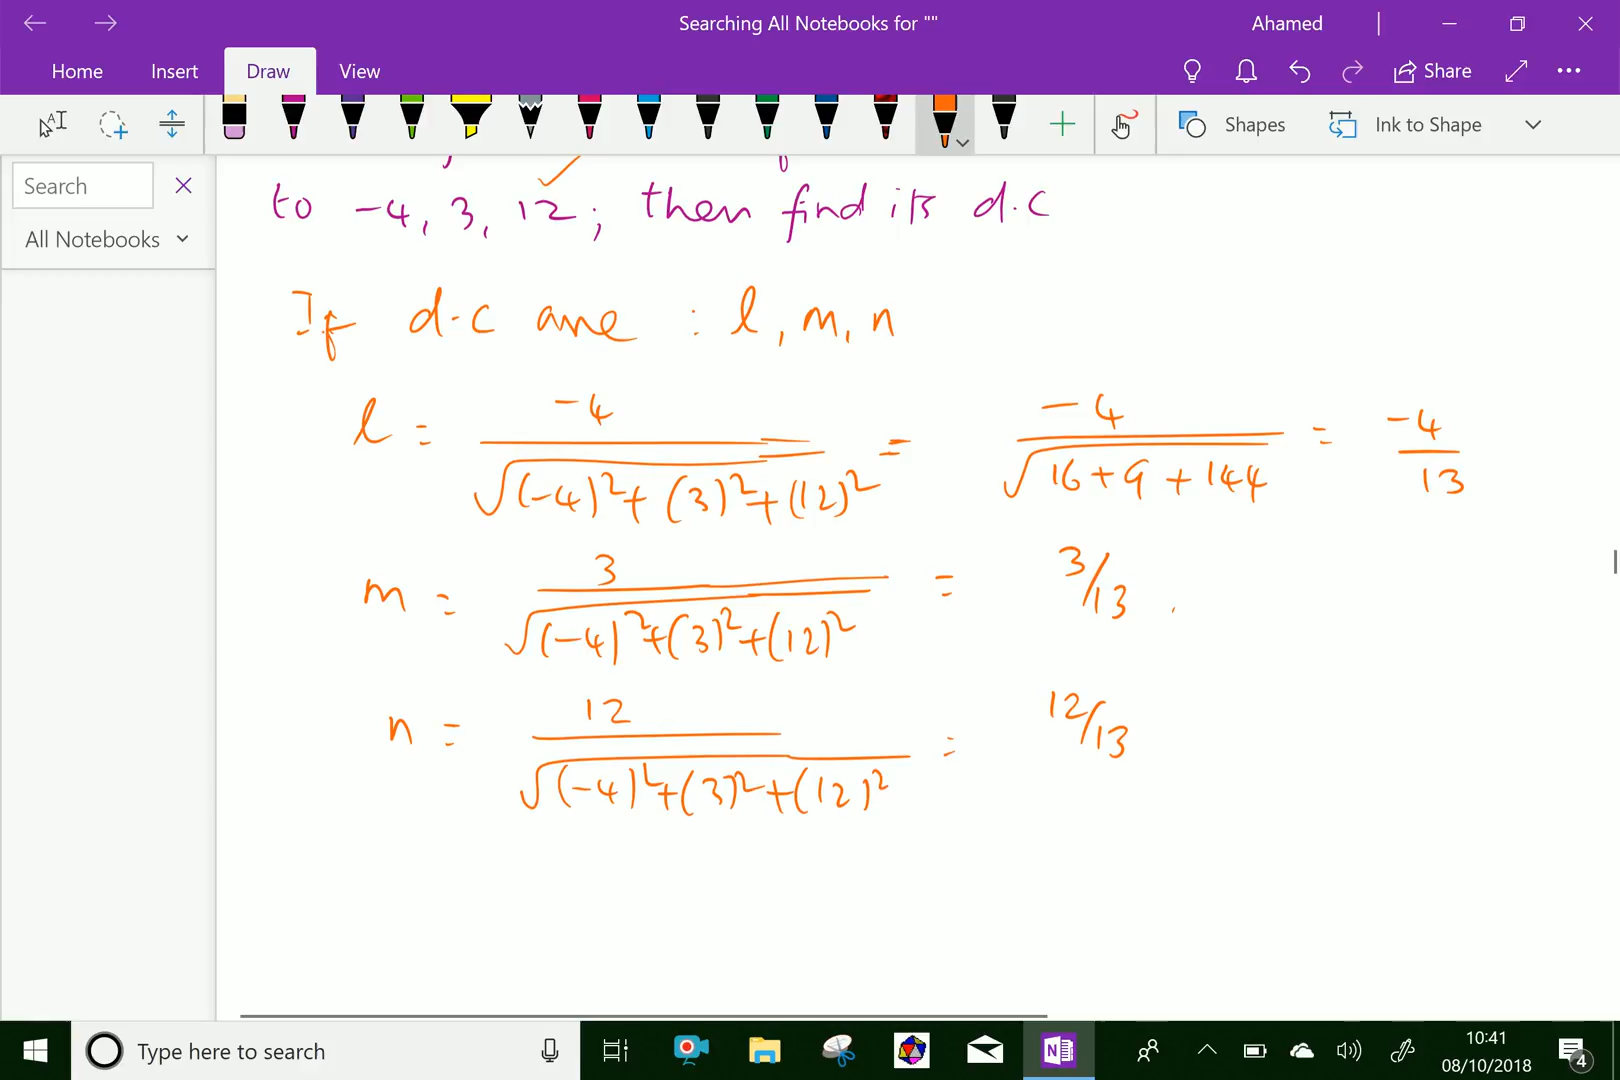 Searching All Notebooks for ""
Ahamed
Home Insert Draw View
Share
Shapes
Ink to Shape
Search
All Notebooks
to -4, 3, 12; then find its d.c
If d.c are : l, m, n
l = -4/√((-4)²+(3)²+(12)²) = -4/√(16+9+144) = -4/13
m = 3/√((-4)²+(3)²+(12)²) = 3/13
n = 12/√((-4)²+(3)²+(12)²) = 12/13
Type here to search
10:41
08/10/2018
4